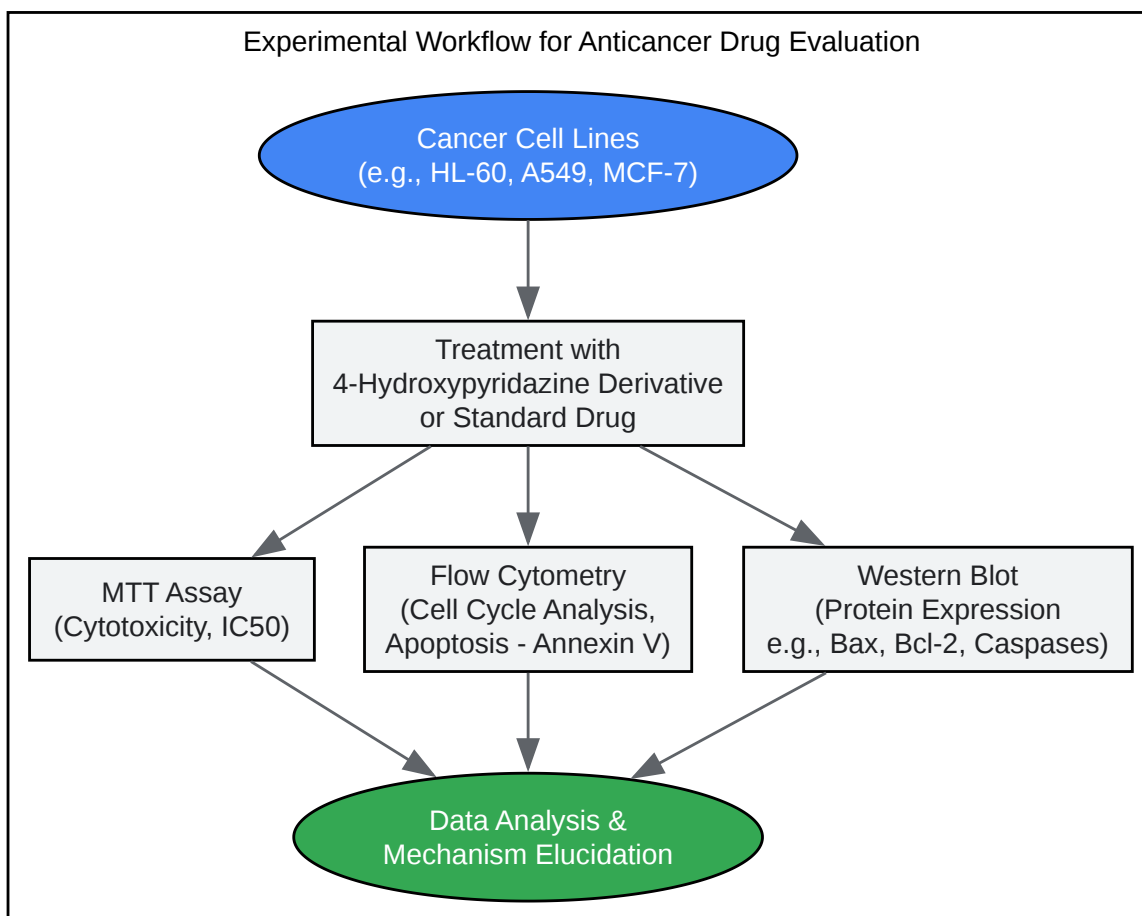 Experimental Workflow for Anticancer Drug Evaluation
Cancer Cell Lines
(e.g., HL-60, A549, MCF-7)
Treatment with
4-Hydroxypyridazine Derivative
or Standard Drug
MTT Assay
(Cytotoxicity, IC50)
Flow Cytometry
(Cell Cycle Analysis,
Apoptosis - Annexin V)
Western Blot
(Protein Expression
e.g., Bax, Bcl-2, Caspases)
Data Analysis &
Mechanism Elucidation